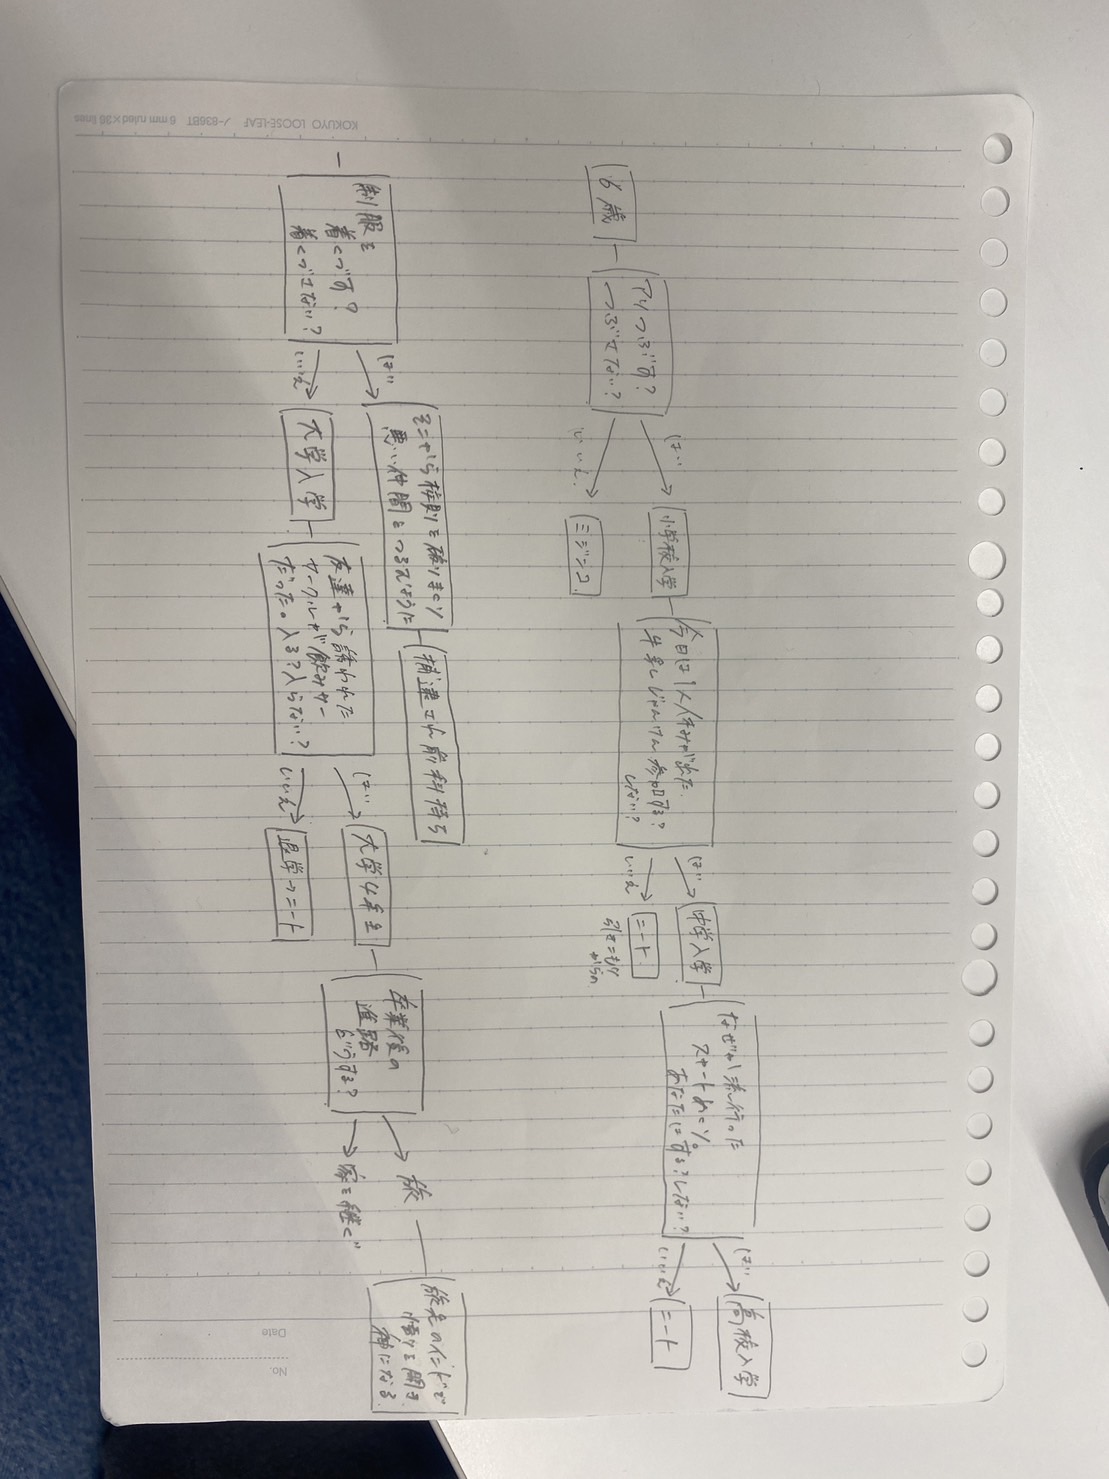 6歳
アリつぶす?
つぶさない?
はい
いいえ
小学校入学
ミジンコ
今日は1人休みが出た。
牛乳じゃんけん参加する?
しない?
はい
いいえ
中学入学
ニート
引きこもり
からの
なぜか流行った
スカートめくり。
あなたはする?しない?
はい
いいえ
高校入学
ニート
制服を
着くづす?
着くづさない?
はい
いいえ
そこから校則を破りまくり
悪い仲間とつるむように
逮捕され前科持ち
大学入学
友達から誘われた
サークルが飲みサー
だった。入る?入らない?
はい
いいえ
大学4年生
退学→ニート
卒業後の
進路
どうする?
旅
家を継ぐ
旅先のインドで
悟りを開き
神になる
KOKUYO LOOSE-LEAF ノ-836BT 6 mm ruled × 36 lines
No.
Date